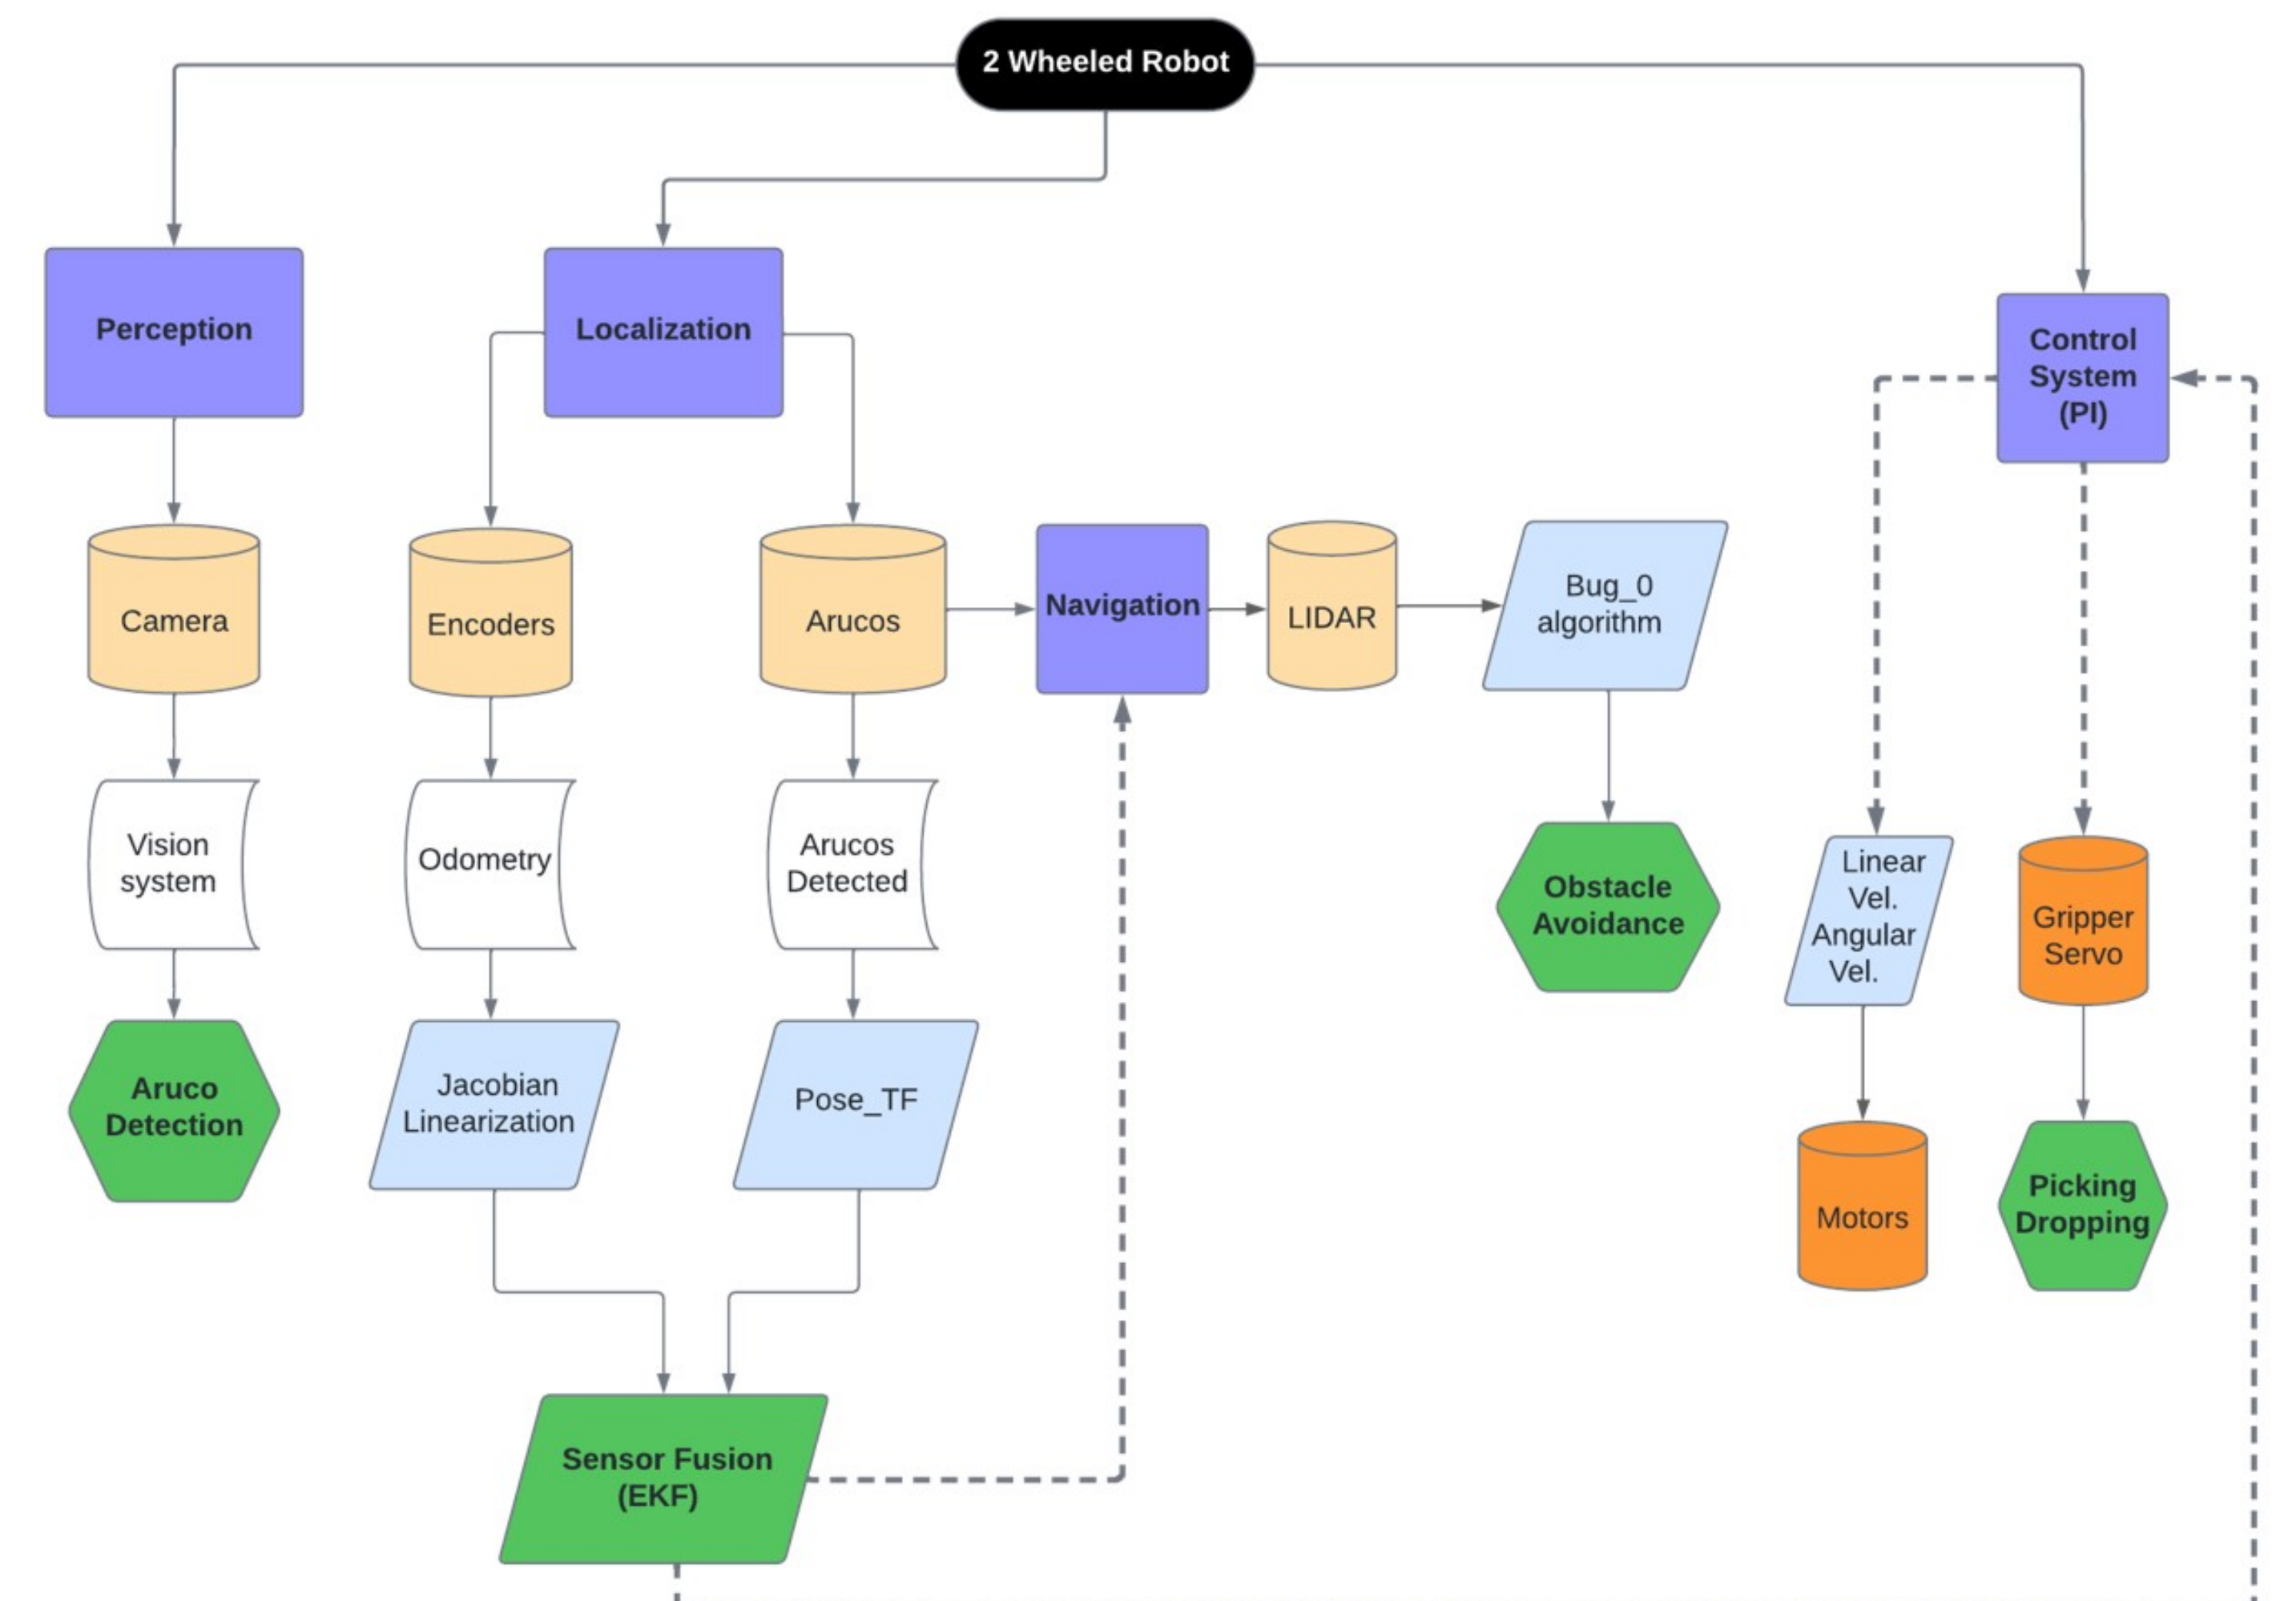 2 Wheeled Robot
Perception
Localization
Control
System
(PI)
Camera
Encoders
Arucos
Navigation
LIDAR
Bug_0
algorithm
Vision
system
Odometry
Arucos
Detected
Obstacle
Avoidance
Linear
Vel.
Angular
Vel.
Gripper
Servo
Aruco
Detection
Jacobian
Linearization
Pose_TF
Motors
Picking
Dropping
Sensor Fusion
(EKF)